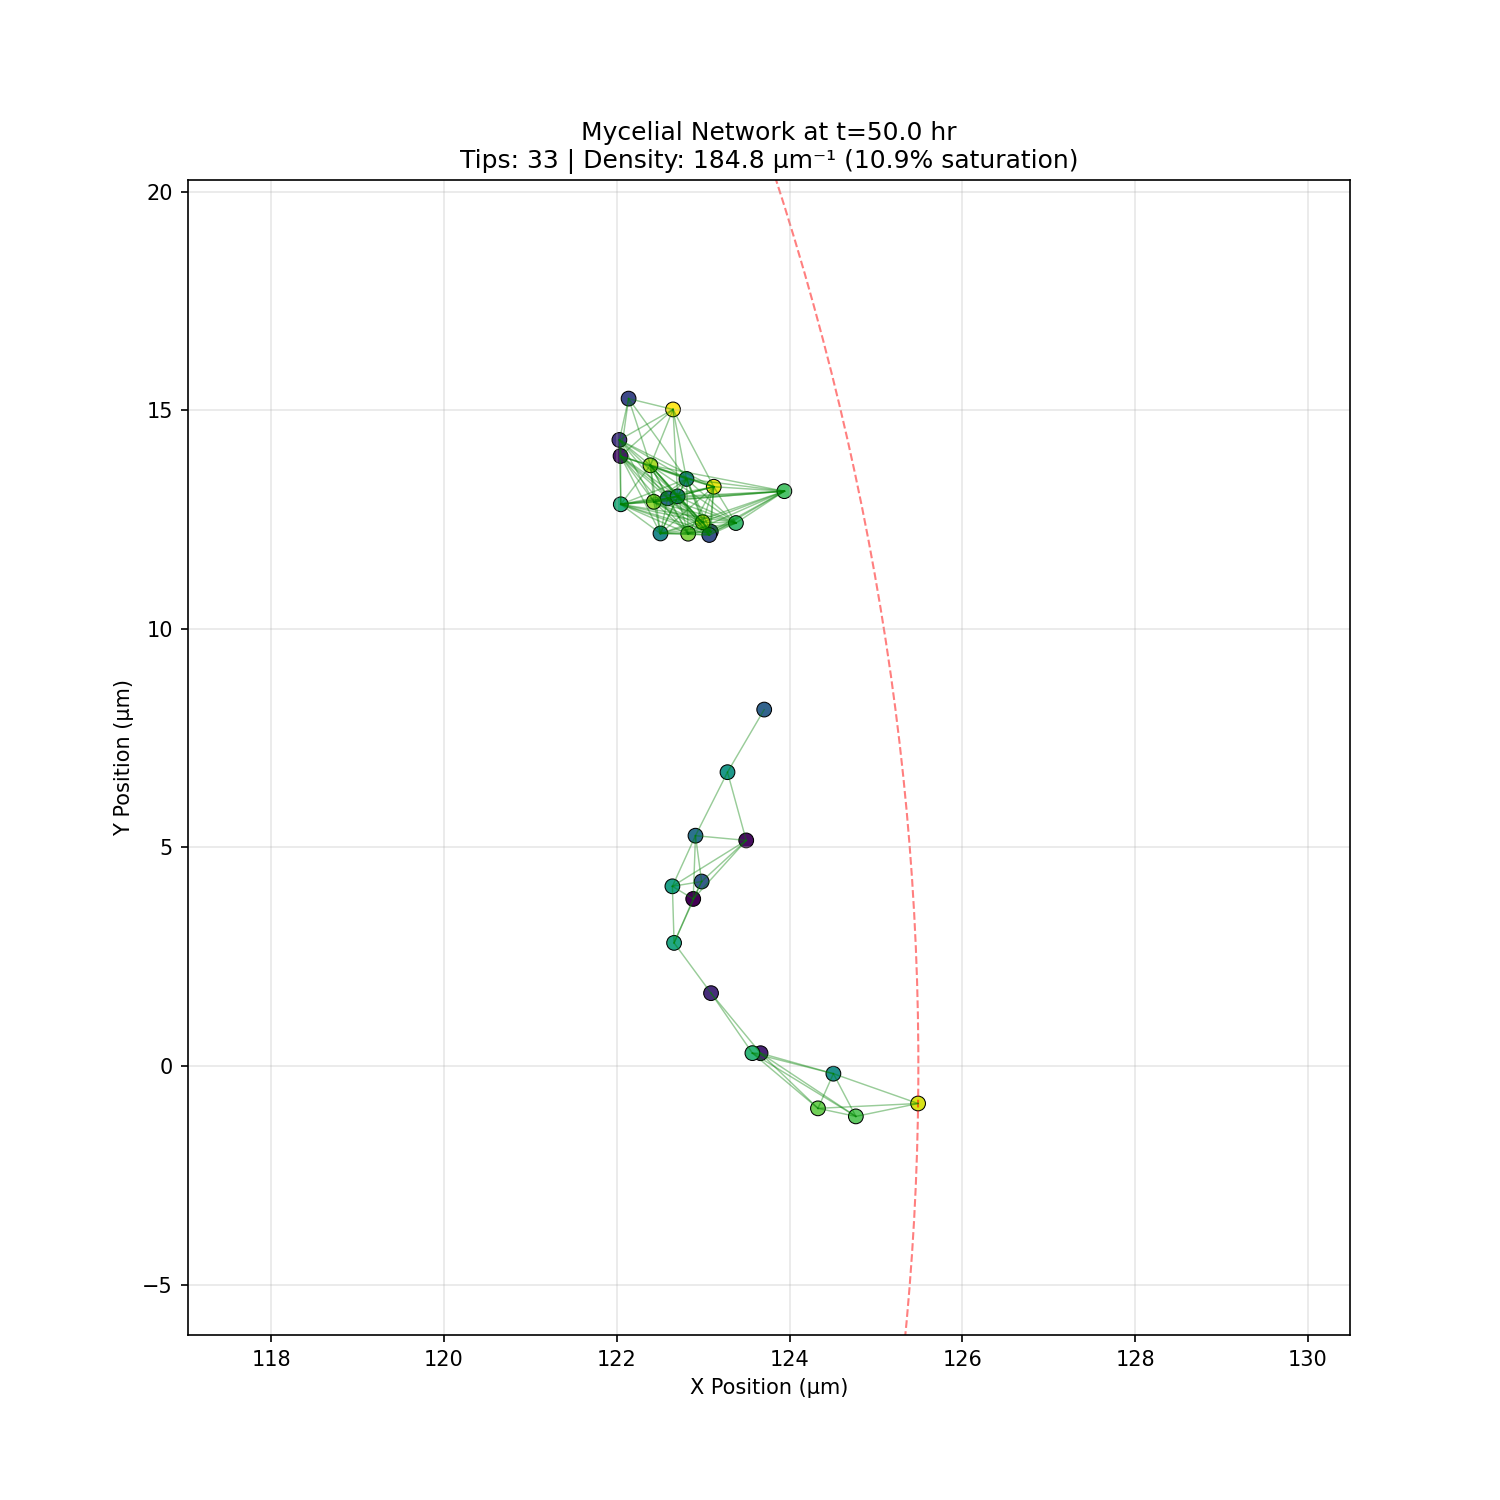 Mycelial Network at t=50.0 hr
Tips: 33 | Density: 184.8 μm⁻¹ (10.9% saturation)
20
15
10
5
0
−5
Y Position (μm)
118 120 122 124 126 128 130
X Position (μm)